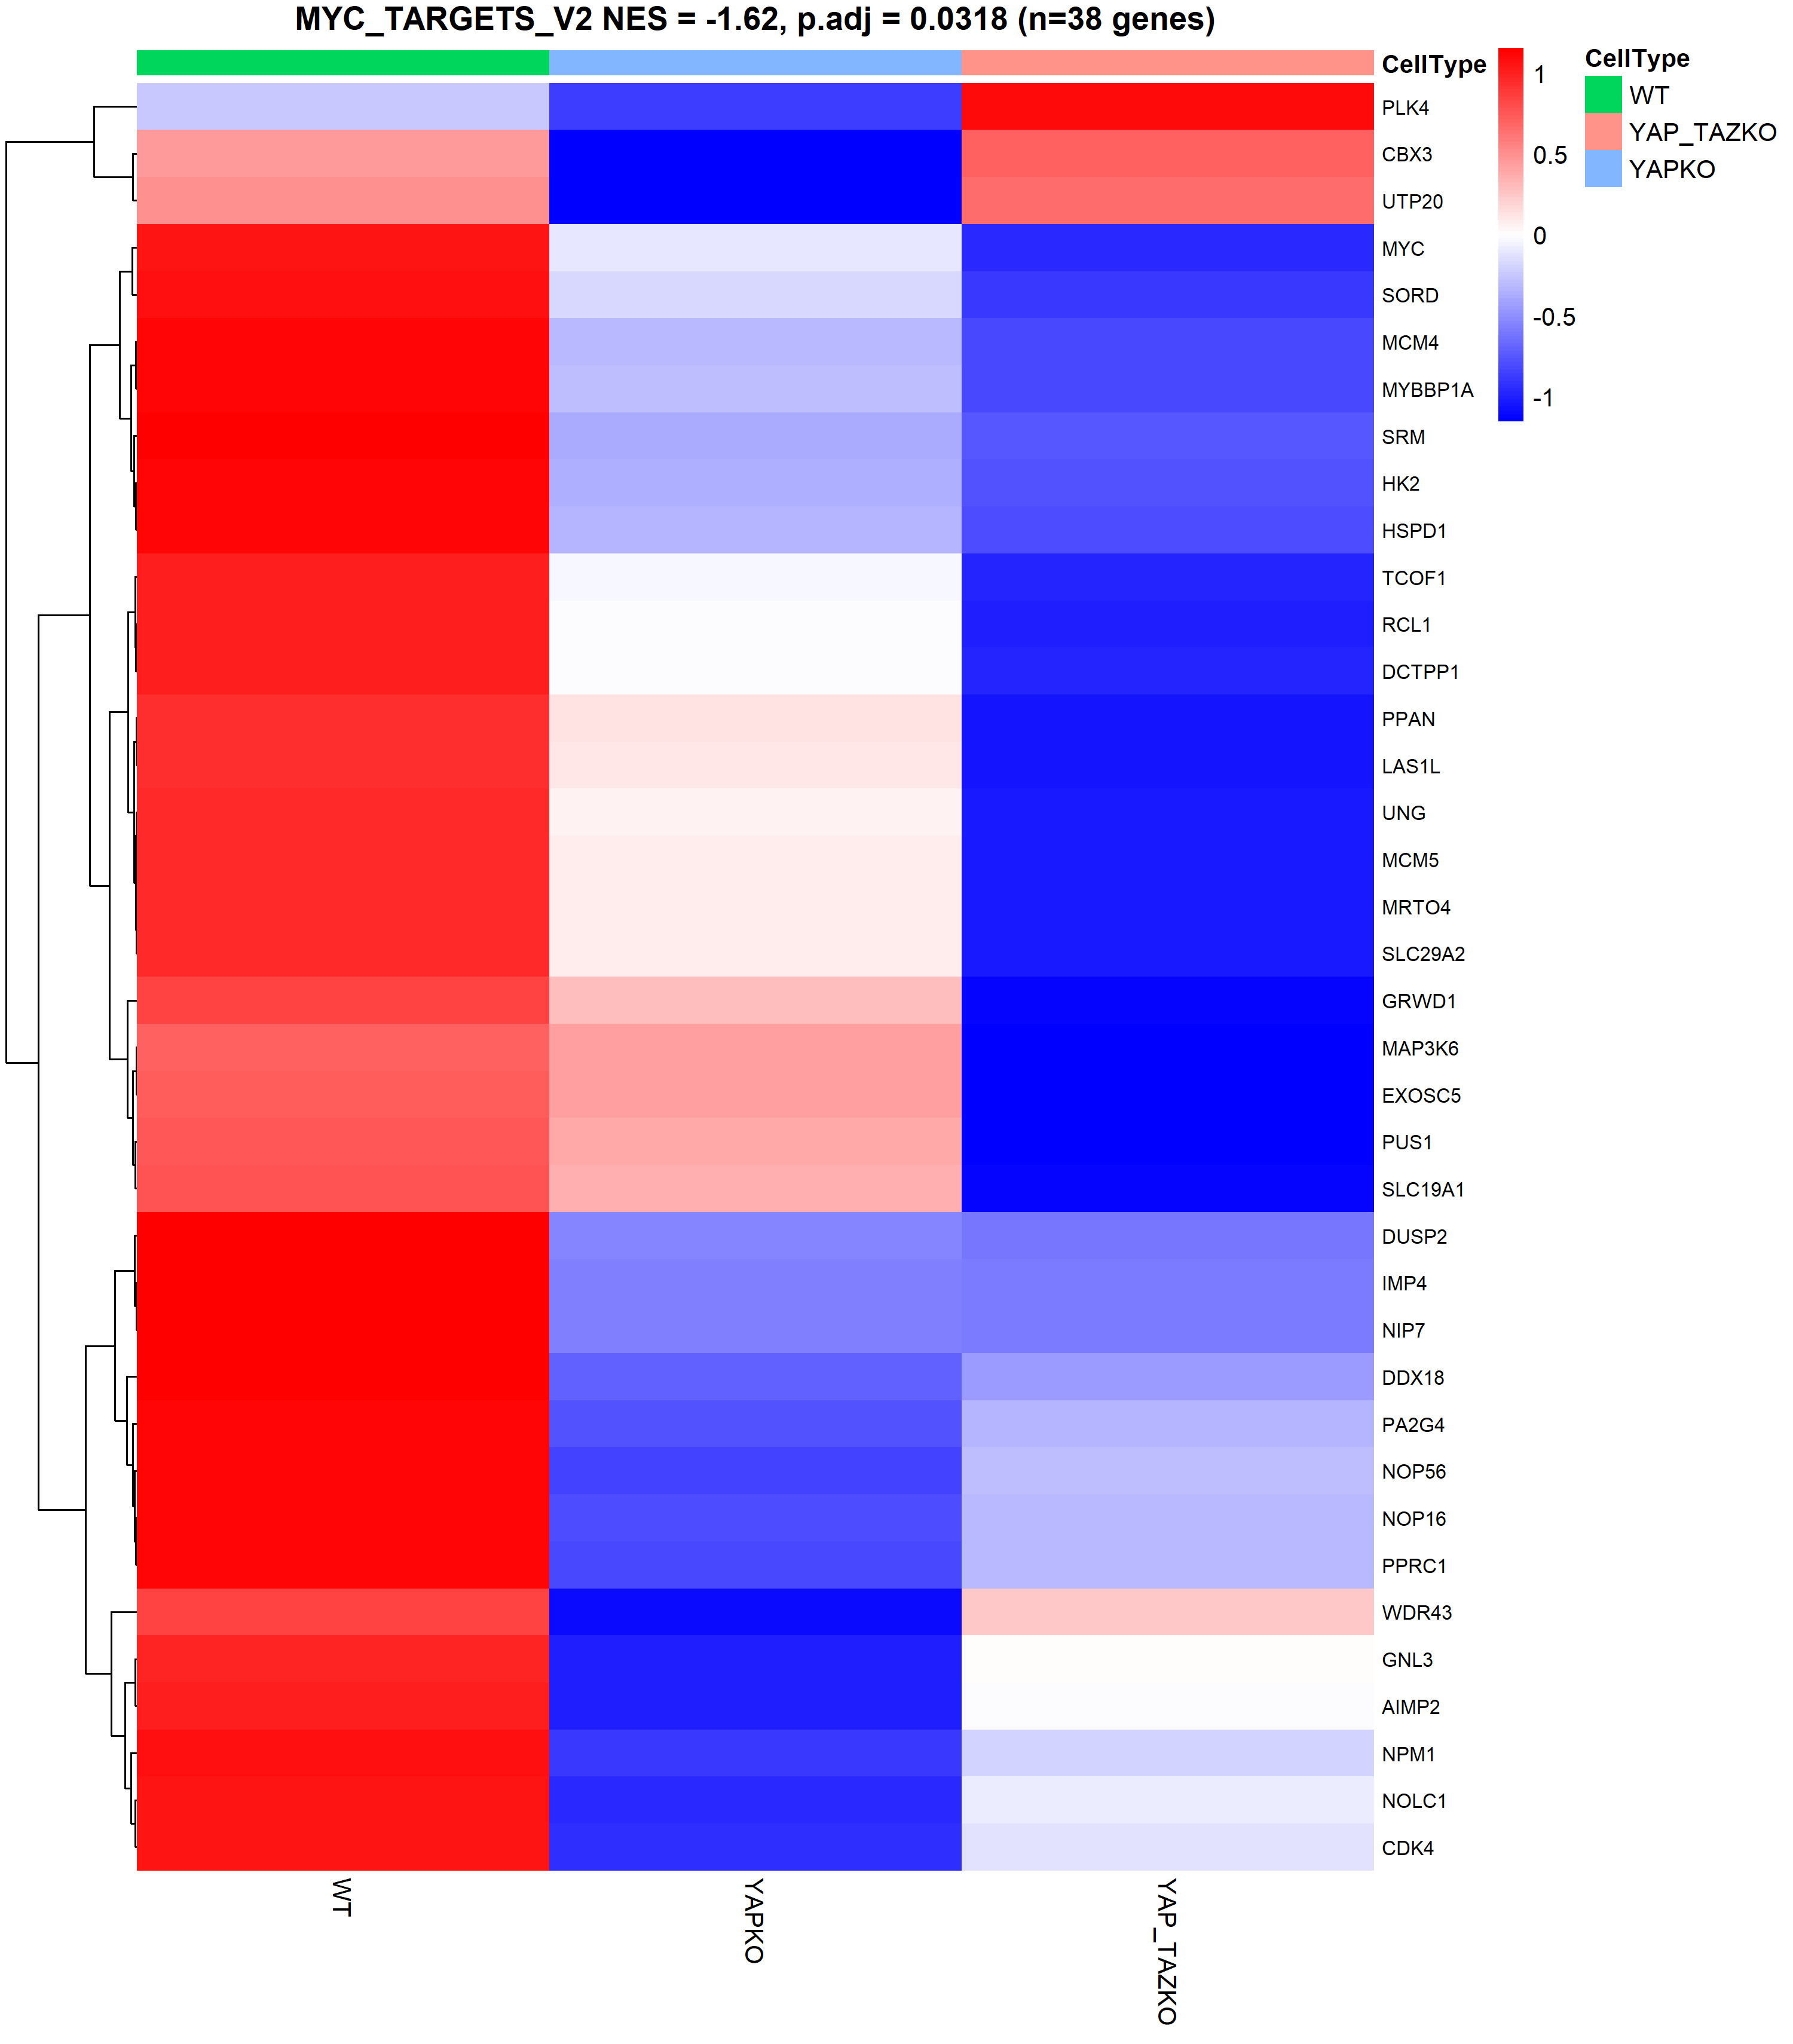 MYC_TARGETS_V2 NES = -1.62, p.adj = 0.0318 (n=38 genes)
CellType
1
0.5
0
-0.5
-1
CellType
WT
YAP_TAZKO
YAPKO
PLK4
CBX3
UTP20
MYC
SORD
MCM4
MYBBP1A
SRM
HK2
HSPD1
TCOF1
RCL1
DCTPP1
PPAN
LAS1L
UNG
MCM5
MRTO4
SLC29A2
GRWD1
MAP3K6
EXOSC5
PUS1
SLC19A1
DUSP2
IMP4
NIP7
DDX18
PA2G4
NOP56
NOP16
PPRC1
WDR43
GNL3
AIMP2
NPM1
NOLC1
CDK4
WT
YAPKO
YAP_TAZKO